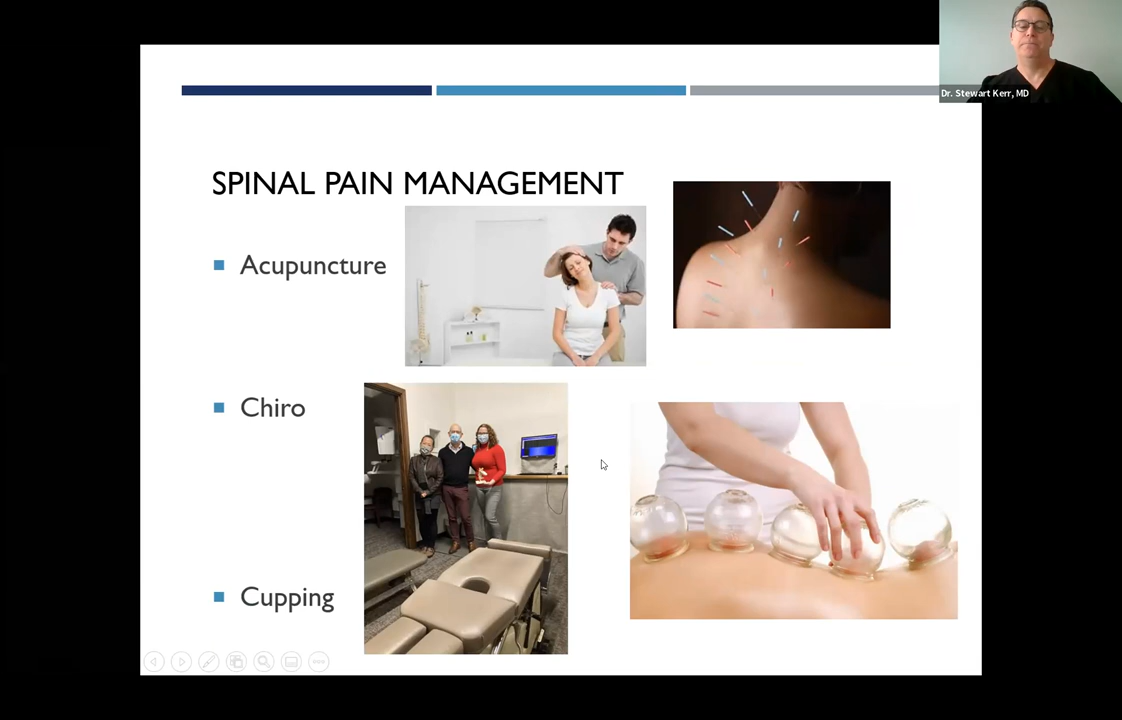 Dr. Stewart Kerr, MD
SPINAL PAIN MANAGEMENT
Acupuncture
Chiro
Cupping